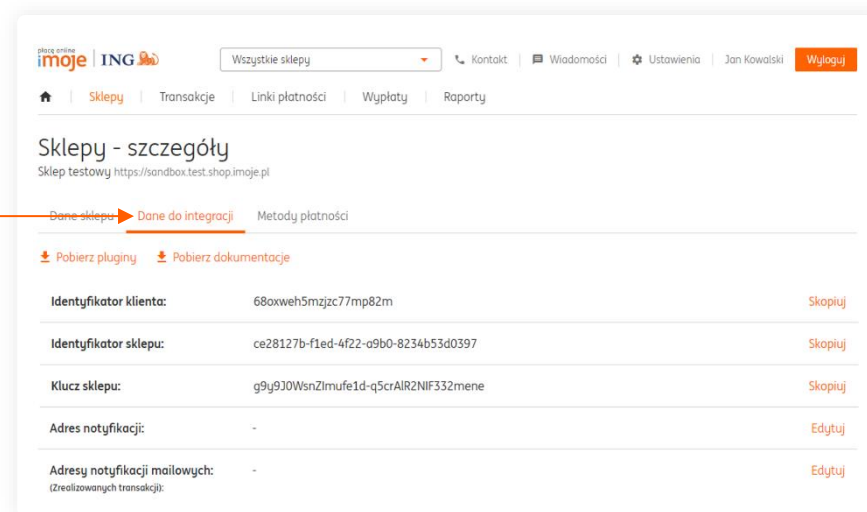 płacę online
imoje | ING
Wszystkie sklepy
Kontakt
Wiadomości
Ustawienia
Jan Kowalski
Wyloguj
Sklepy
Transakcje
Linki płatności
Wypłaty
Raporty
Sklepy - szczegóły
Sklep testowy https://sandbox.test.shop.imoje.pl
Dane sklepu
Dane do integracji
Metody płatności
Pobierz pluginy
Pobierz dokumentacje
Identyfikator klienta: 68oxweh5mzjzc77mp82m Skopiuj
Identyfikator sklepu: ce28127b-f1ed-4f22-a9b0-8234b53d0397 Skopiuj
Klucz sklepu: g9y9J0WsnZImufe1d-q5crAlR2NIF332mene Skopiuj
Adres notyfikacji: - Edytuj
Adresy notyfikacji mailowych: - Edytuj
(Zrealizowanych transakcji):